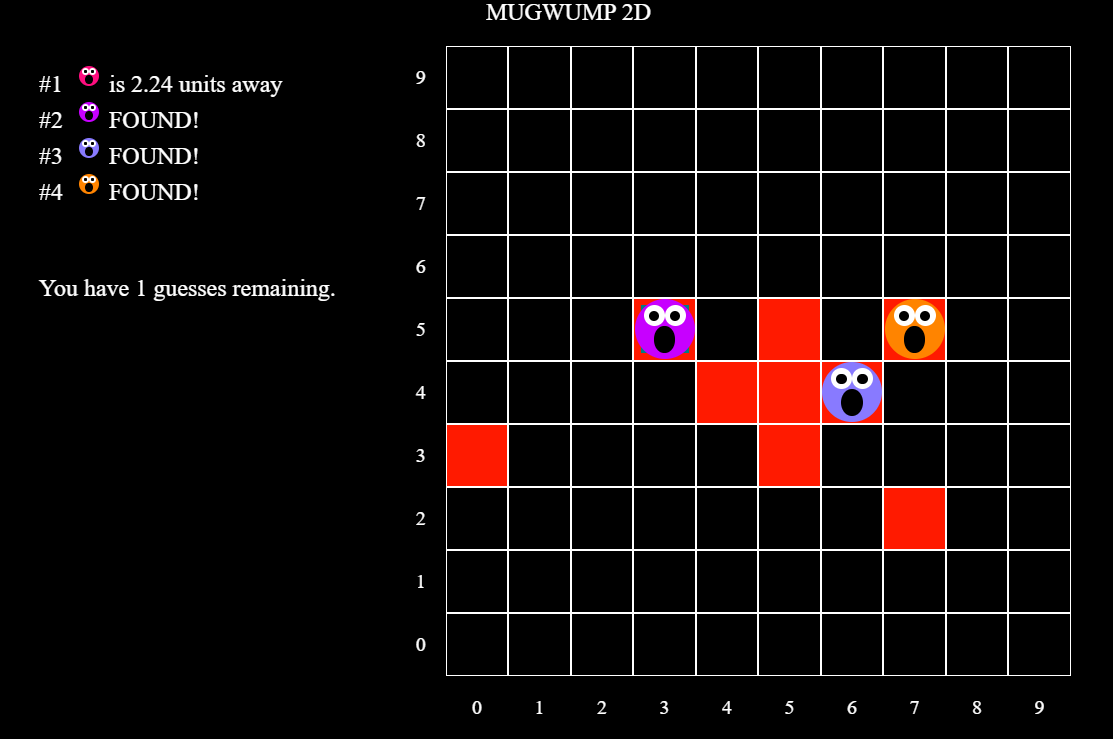 MUGWUMP 2D
#1 is 2.24 units away
#2 FOUND!
#3 FOUND!
#4 FOUND!
You have 1 guesses remaining.
9
8
7
6
5
4
3
2
1
0
0 1 2 3 4 5 6 7 8 9